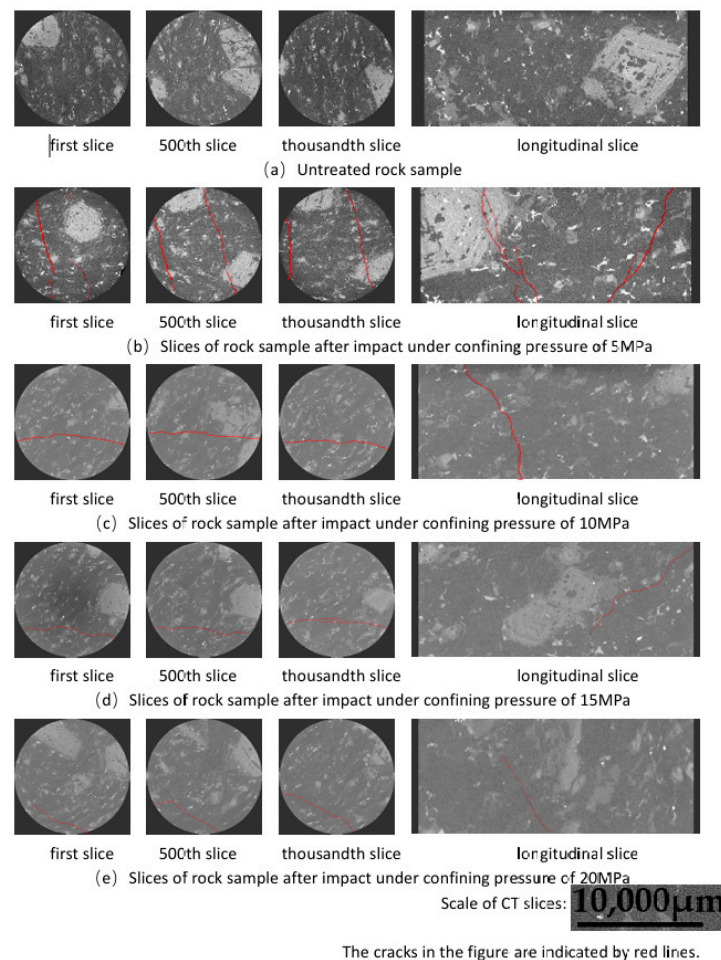 first slice 500th slice thousandth slice longitudinal slice
(a) Untreated rock sample
first slice 500th slice thousandth slice longitudinal slice
(b) Slices of rock sample after impact under confining pressure of 5MPa
first slice 500th slice thousandth slice longitudinal slice
(c) Slices of rock sample after impact under confining pressure of 10MPa
first slice 500th slice thousandth slice longitudinal slice
(d) Slices of rock sample after impact under confining pressure of 15MPa
first slice 500th slice thousandth slice longitudinal slice
(e) Slices of rock sample after impact under confining pressure of 20MPa
Scale of CT slices: 10,000μm
The cracks in the figure are indicated by red lines.